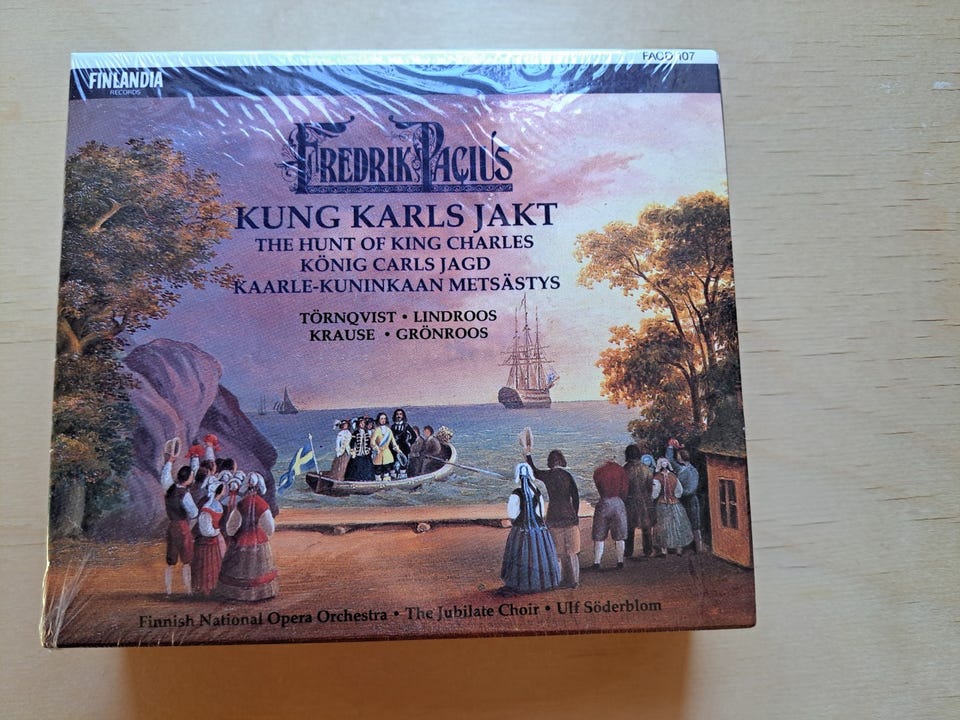 FACD 107
FINLANDIA
RECORDS
FREDRIK PACIUS
KUNG KARLS JAKT
THE HUNT OF KING CHARLES
KÖNIG CARLS JAGD
KAARLE-KUNINKAAN METSÄSTYS
TÖRNQVIST • LINDROOS
KRAUSE • GRÖNROOS
Finnish National Opera Orchestra • The Jubilate Choir • Ulf Söderblom